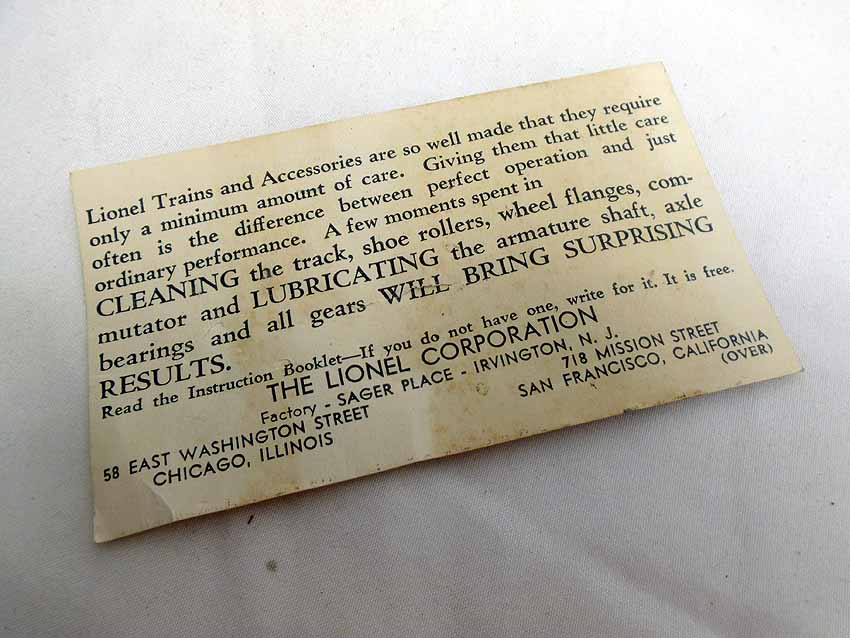 Lionel Trains and Accessories are so well made that they require
only a minimum amount of care. Giving them that little care
often is the difference between perfect operation and just
ordinary performance. A few moments spent in
CLEANING the track, shoe rollers, wheel flanges, com-
mutator and LUBRICATING the armature shaft, axle
bearings and all gears WILL BRING SURPRISING
RESULTS.
Read the Instruction Booklet—If you do not have one, write for it. It is free.
THE LIONEL CORPORATION
Factory - SAGER PLACE - IRVINGTON, N. J.
58 EAST WASHINGTON STREET
CHICAGO, ILLINOIS
718 MISSION STREET
SAN FRANCISCO, CALIFORNIA
(OVER)